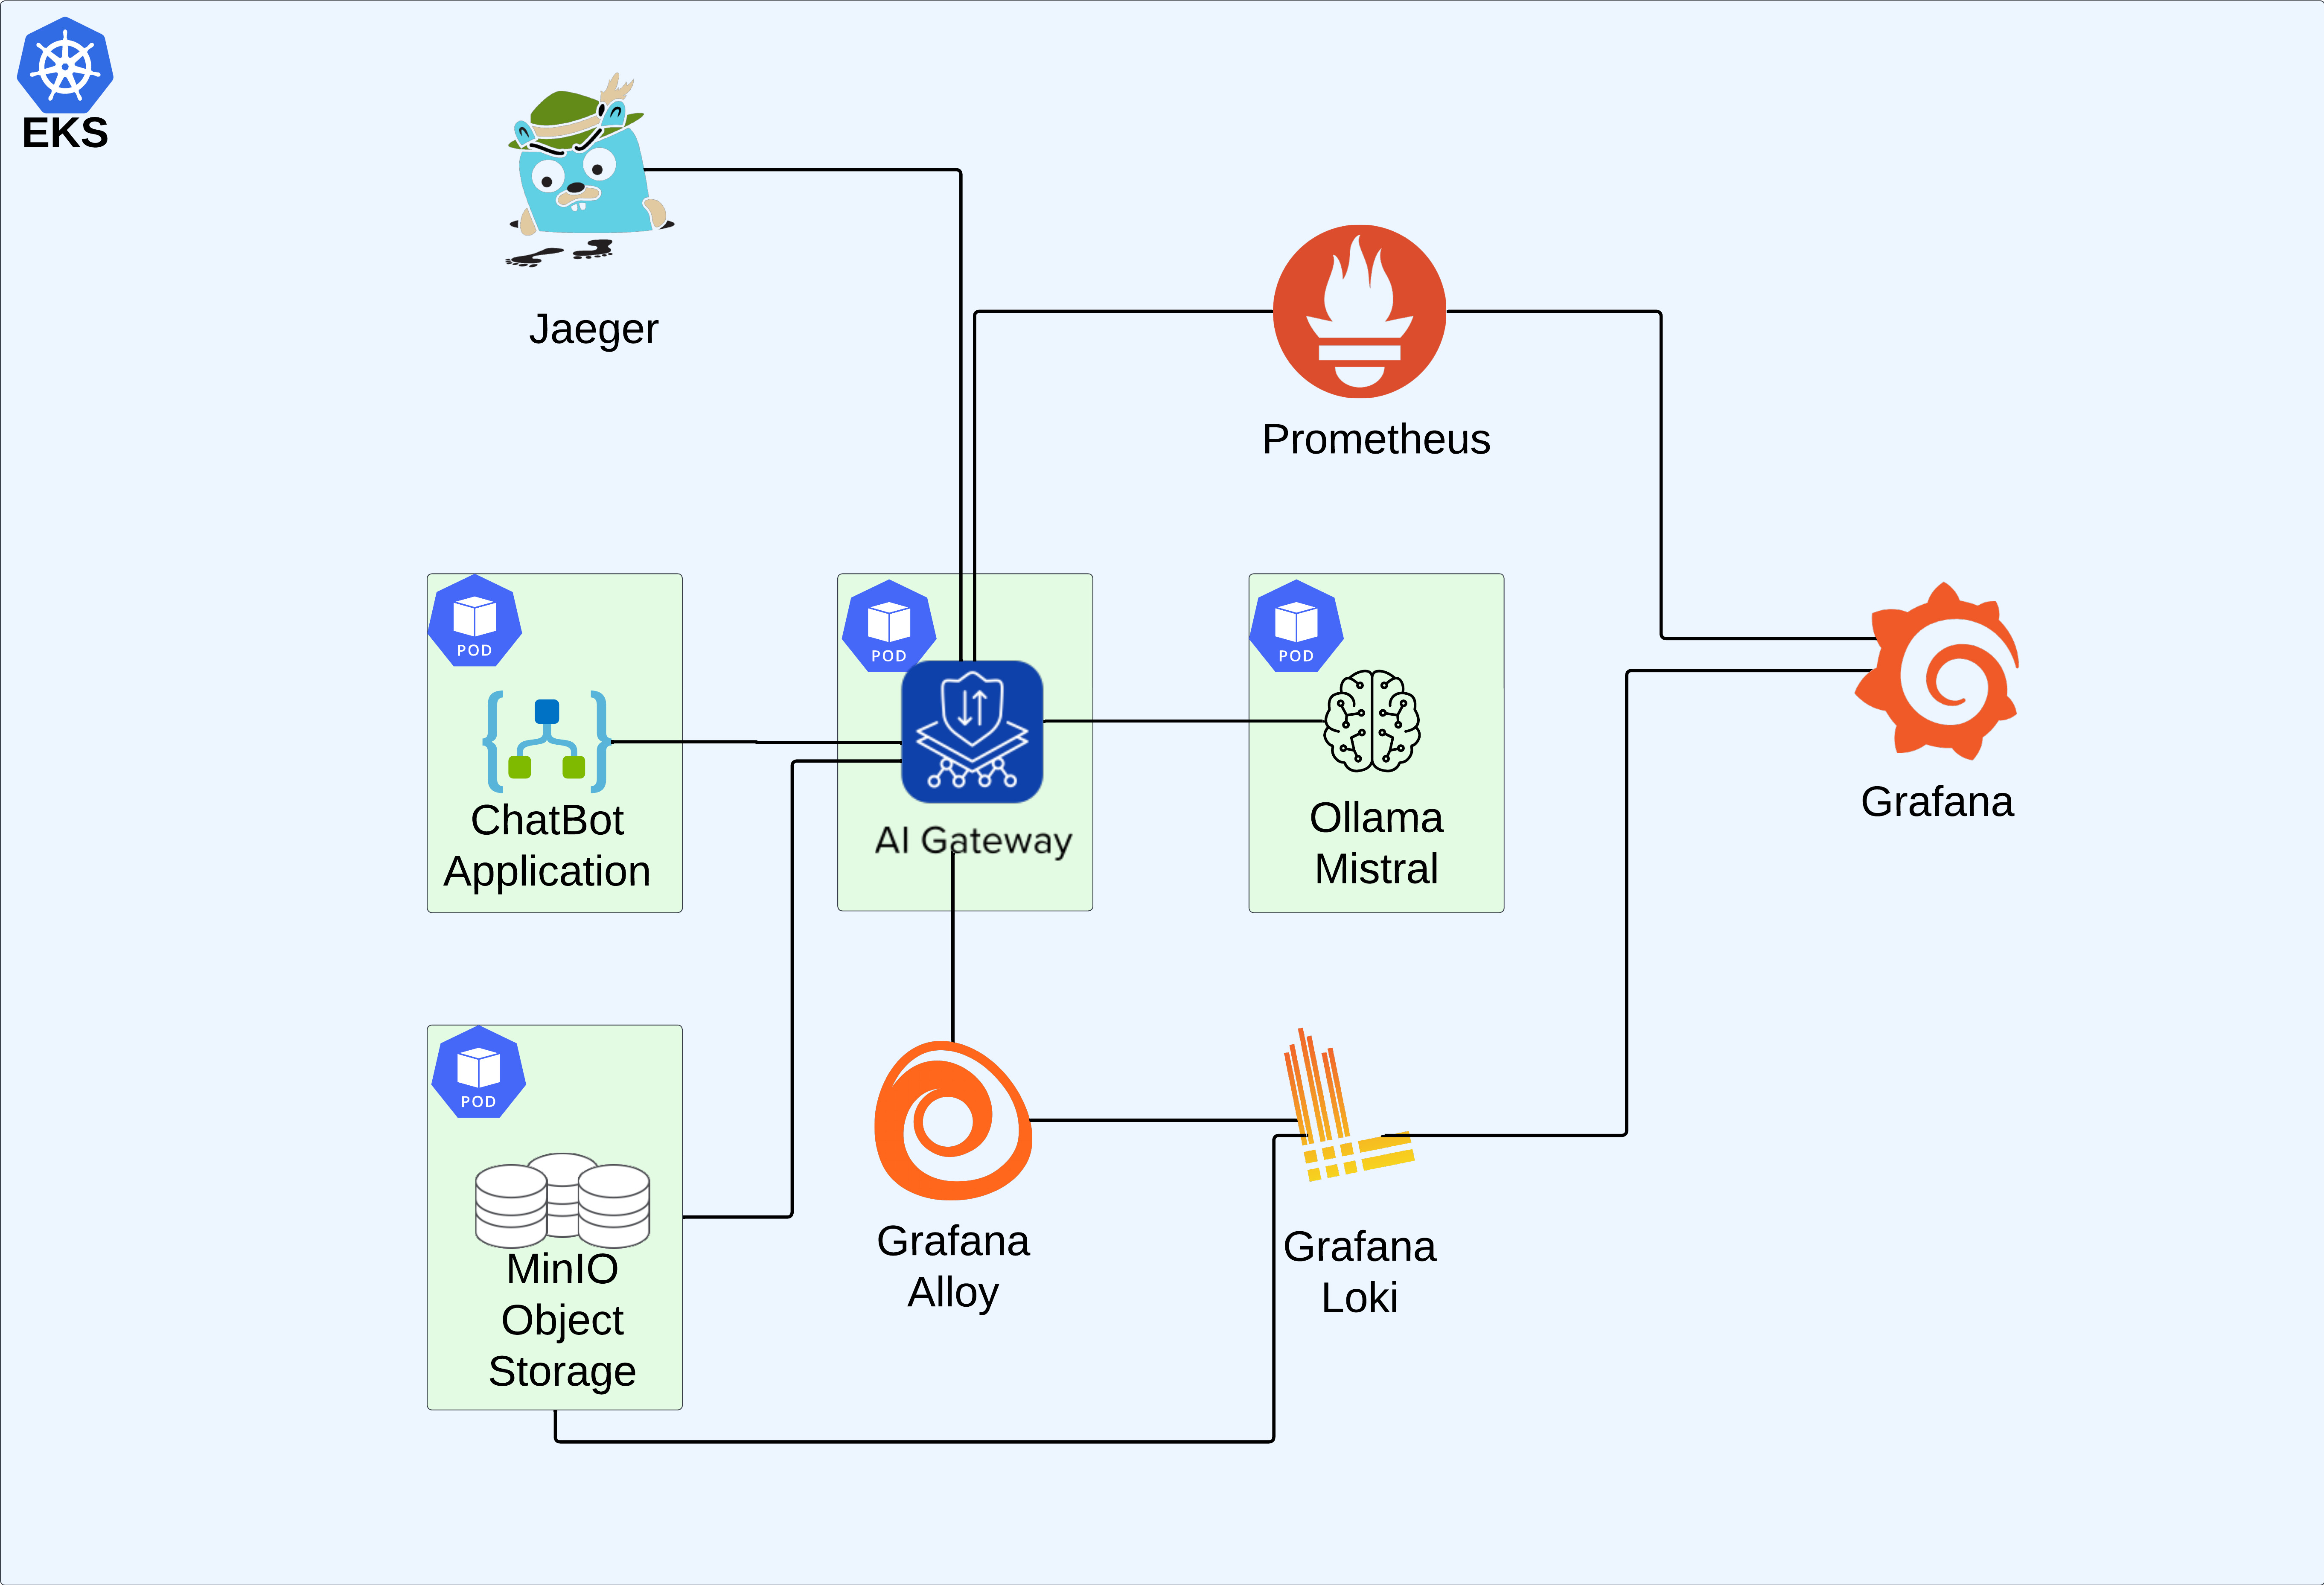 EKS
Jaeger
Prometheus
POD
ChatBot
Application
POD
AI Gateway
POD
Ollama
Mistral
Grafana
POD
MinIO
Object
Storage
Grafana
Alloy
Grafana
Loki